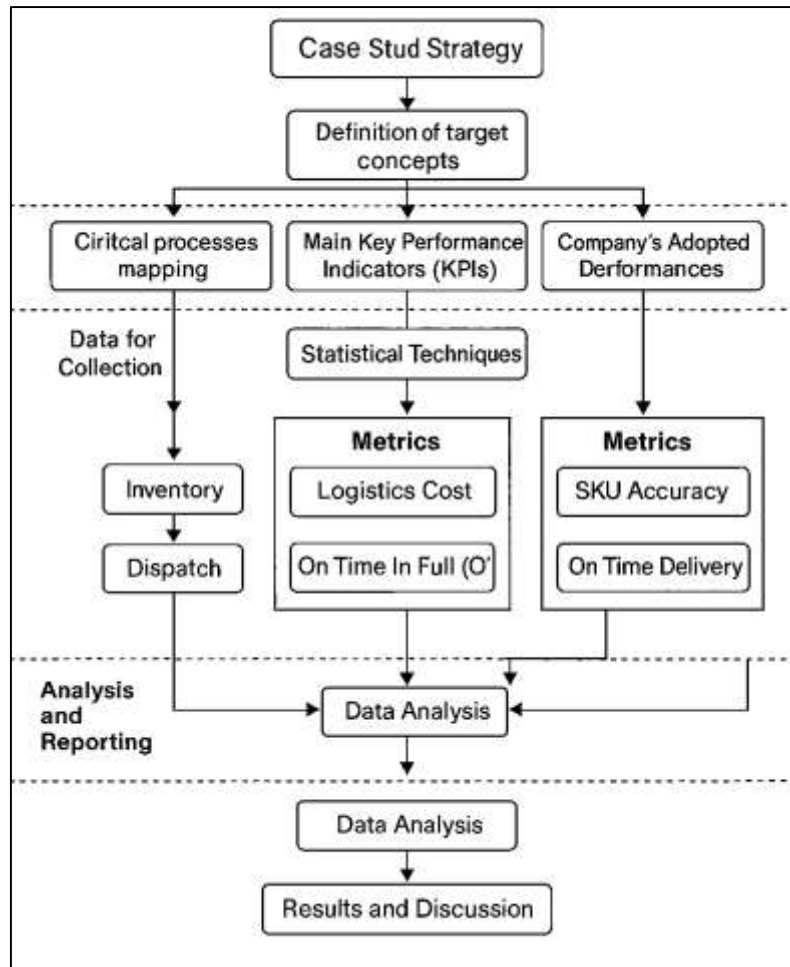 Case Stud Strategy
Definition of target
concepts
Ciritcal processes
mapping
Main Key Performance
Indicators (KPIs)
Company's Adopted
Derformances
Data for
Collection
Statistical Techniques
Metrics
Logistics Cost
On Time In Full (O'
Metrics
SKU Accuracy
On Time Delivery
Inventory
Dispatch
Analysis
and
Reporting
Data Analysis
Data Analysis
Results and Discussion